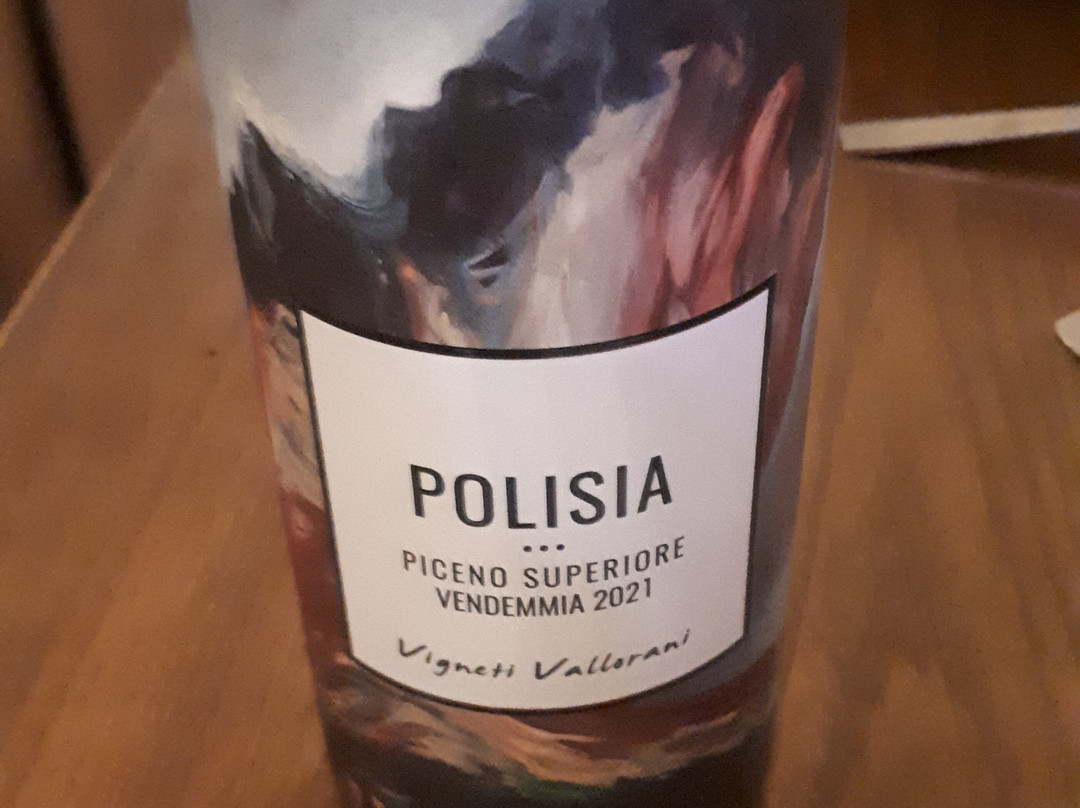 POLISIA
PICENO SUPERIORE
VENDEMMIA 2021
Vigneti Vallorani